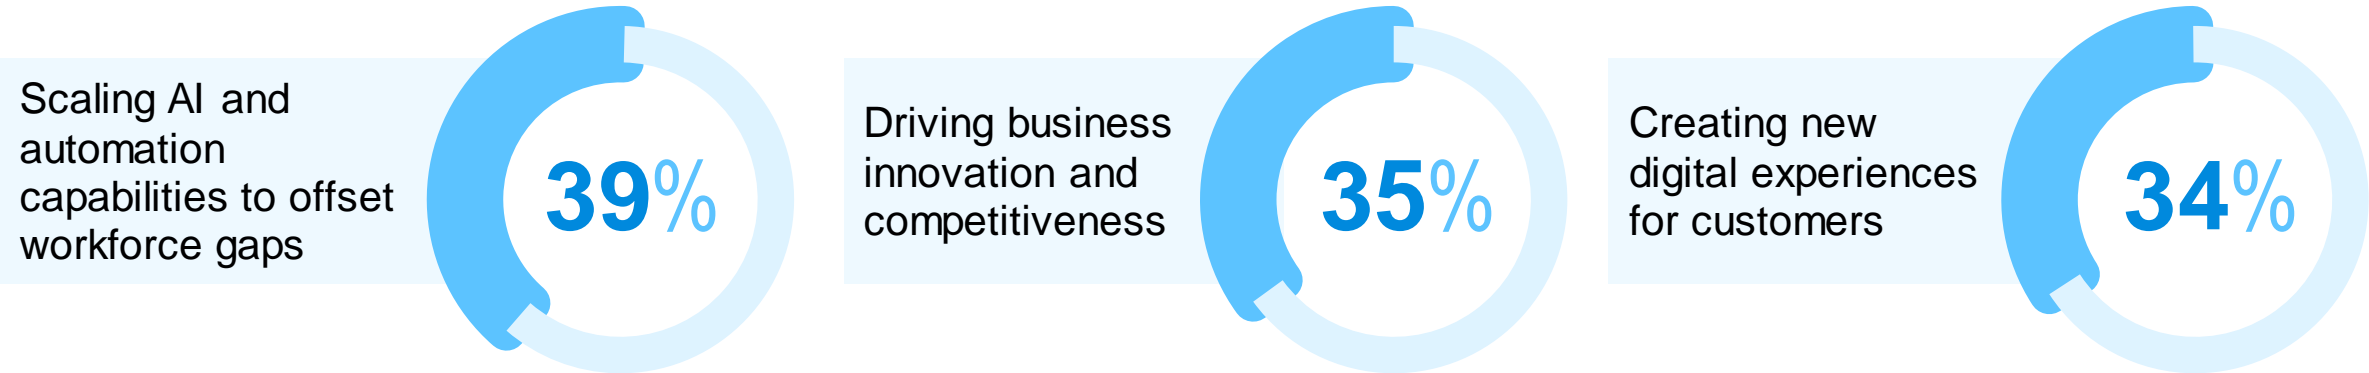 Scaling AI and
automation
capabilities to offset
workforce gaps
39%
Driving business
innovation and
competitiveness
35%
Creating new
digital experiences
for customers
34%